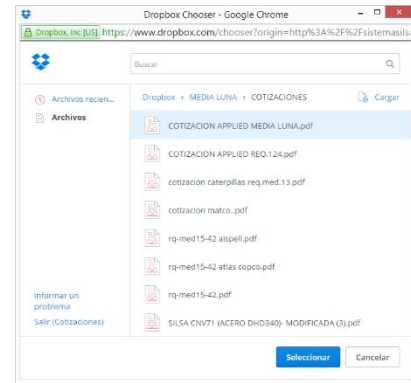 Dropbox Chooser - Google Chrome
Dropbox, Inc [US] https://www.dropbox.com/chooser?origin=http%3A%2F%2Fsistemasilsa
Buscar
Archivos recien...
Archivos
Dropbox MEDIA LUNA COTIZACIONES Cargar
COTIZACION APPLIED MEDIA LUNA.pdf
COTIZACION APPLIED REQ.124.pdf
cotizacion caterpillas req.med.13.pdf
cotizacion matco..pdf
rq-med15-42 aispell.pdf
rq-med15-42 atlas copco.pdf
rq-med15-42.pdf
SILSA CNV71 (ACERO DHD340)- MODIFICADA (3).pdf
Informar un
problema
Salir (Cotizaciones)
Seleccionar Cancelar